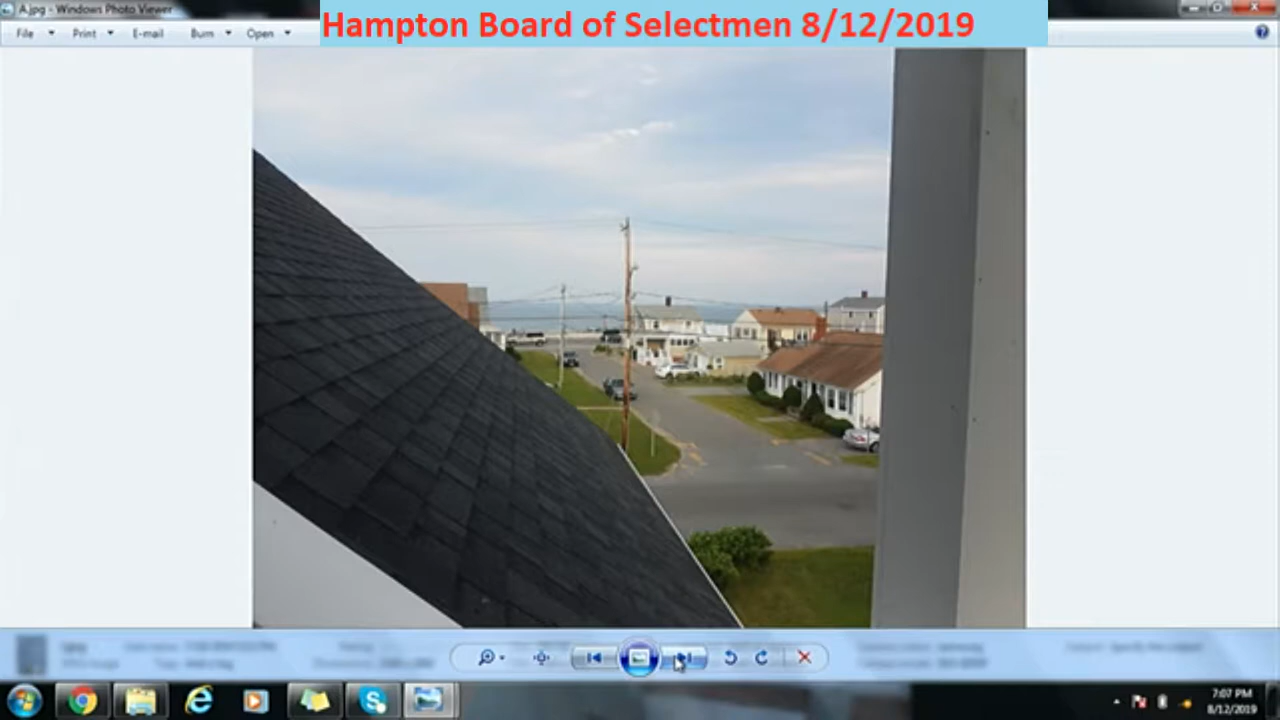 A.jpg - Windows Photo Viewer
Hampton Board of Selectmen 8/12/2019
File Print E-mail Burn Open
7:07 PM
8/12/2019